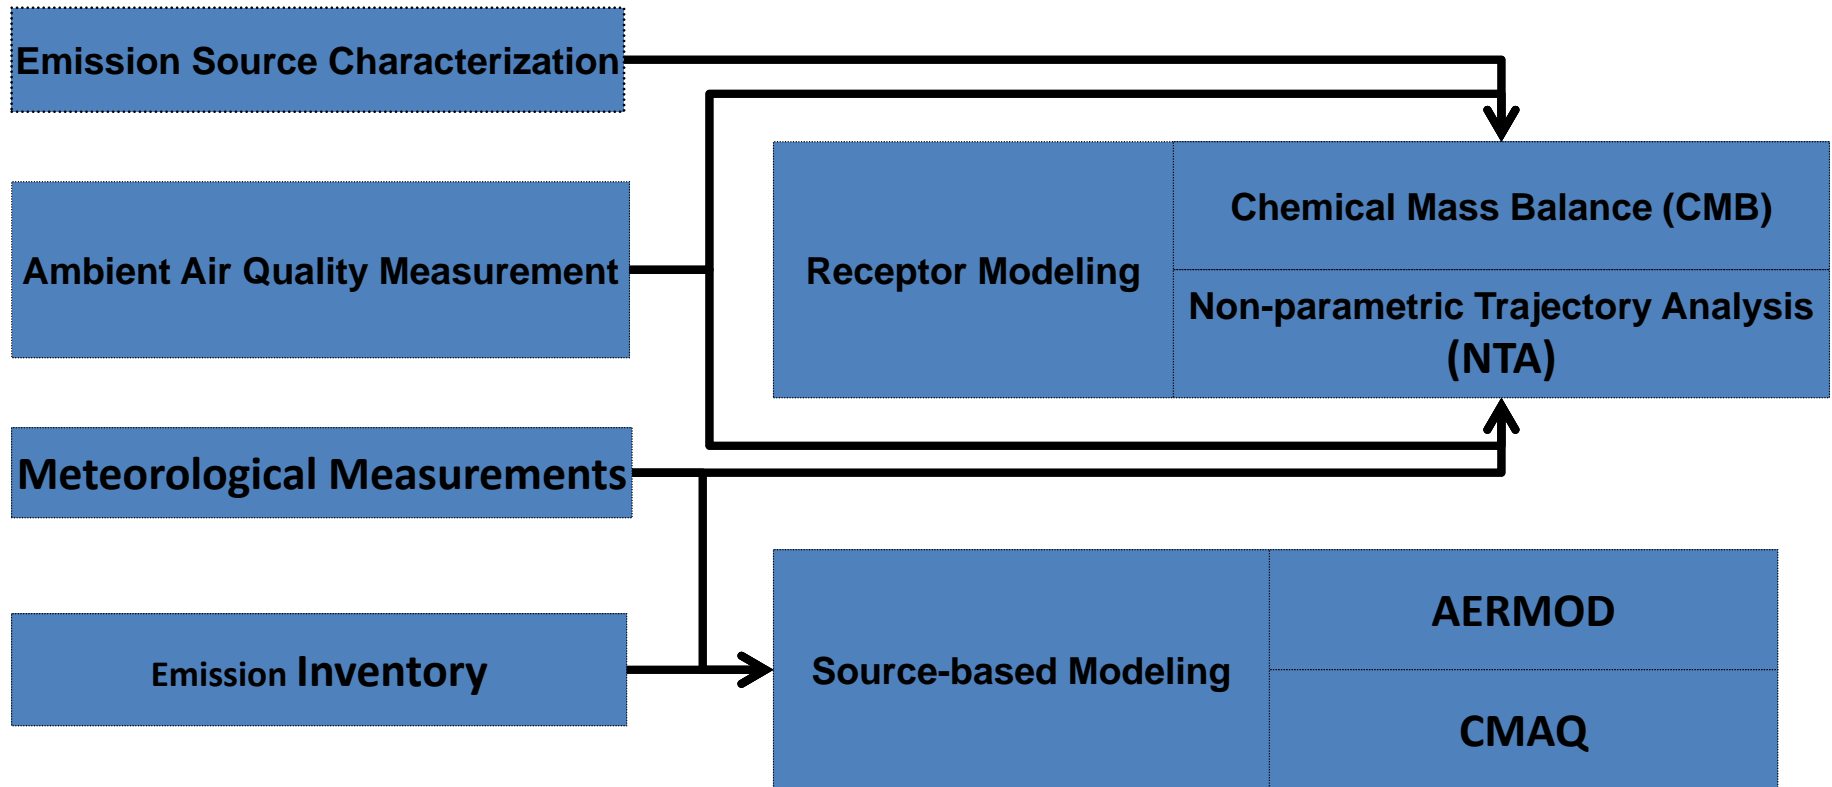 Emission Source Characterization
Ambient Air Quality Measurement
Meteorological Measurements
Emission Inventory
Receptor Modeling
Chemical Mass Balance (CMB)
Non-parametric Trajectory Analysis
(NTA)
Source-based Modeling
AERMOD
CMAQ